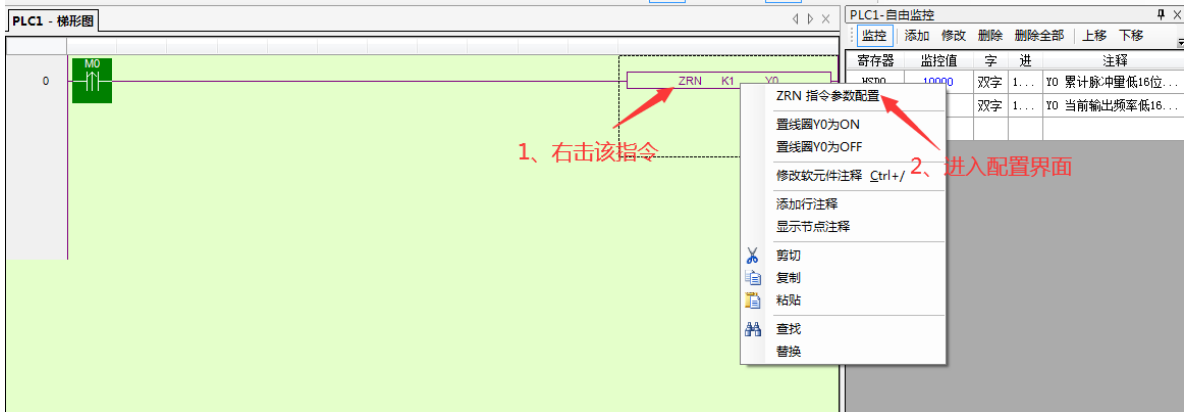 PLC1 - 梯形图
M0
0
ZRN K1 Y0
1、右击该指令
ZRN 指令参数配置
置线圈Y0为ON
置线圈Y0为OFF
修改软元件注释 Ctrl+/
添加行注释
显示节点注释
剪切
复制
粘贴
查找
替换
2、进入配置界面
PLC1-自由监控
监控 添加 修改 删除 删除全部 上移 下移
寄存器 监控值 字 进 注释
HSD0 10000 双字 1... Y0 累计脉冲量低16位...
双字 1... Y0 当前输出频率低16...